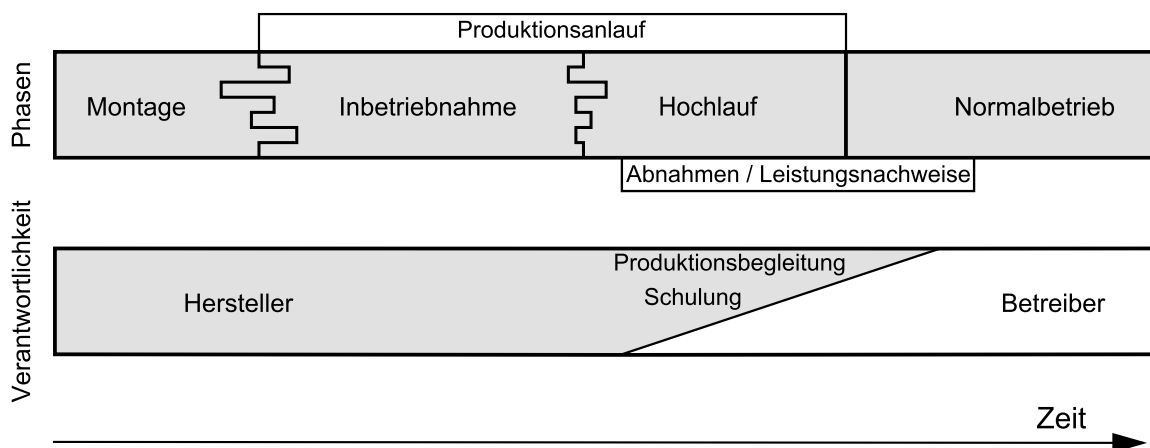 Produktionsanlauf
Phasen
Montage
Inbetriebnahme
Hochlauf
Normalbetrieb
Abnahmen / Leistungsnachweise
Verantwortlichkeit
Hersteller
Produktionsbegleitung
Schulung
Betreiber
Zeit